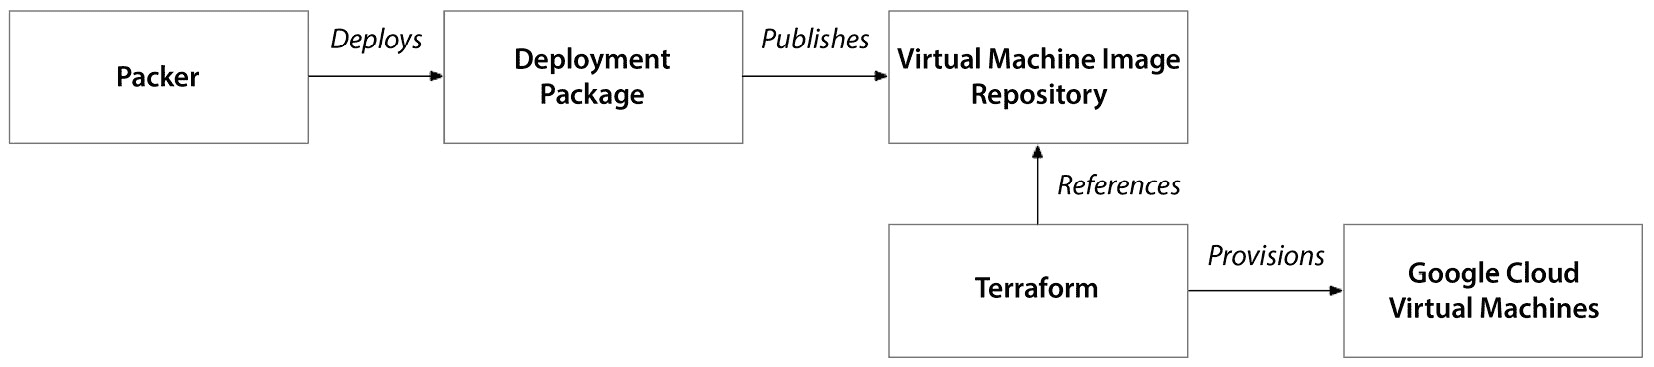 Packer
Deploys
Deployment
Package
Publishes
Virtual Machine Image
Repository
References
Terraform
Provisions
Google Cloud
Virtual Machines